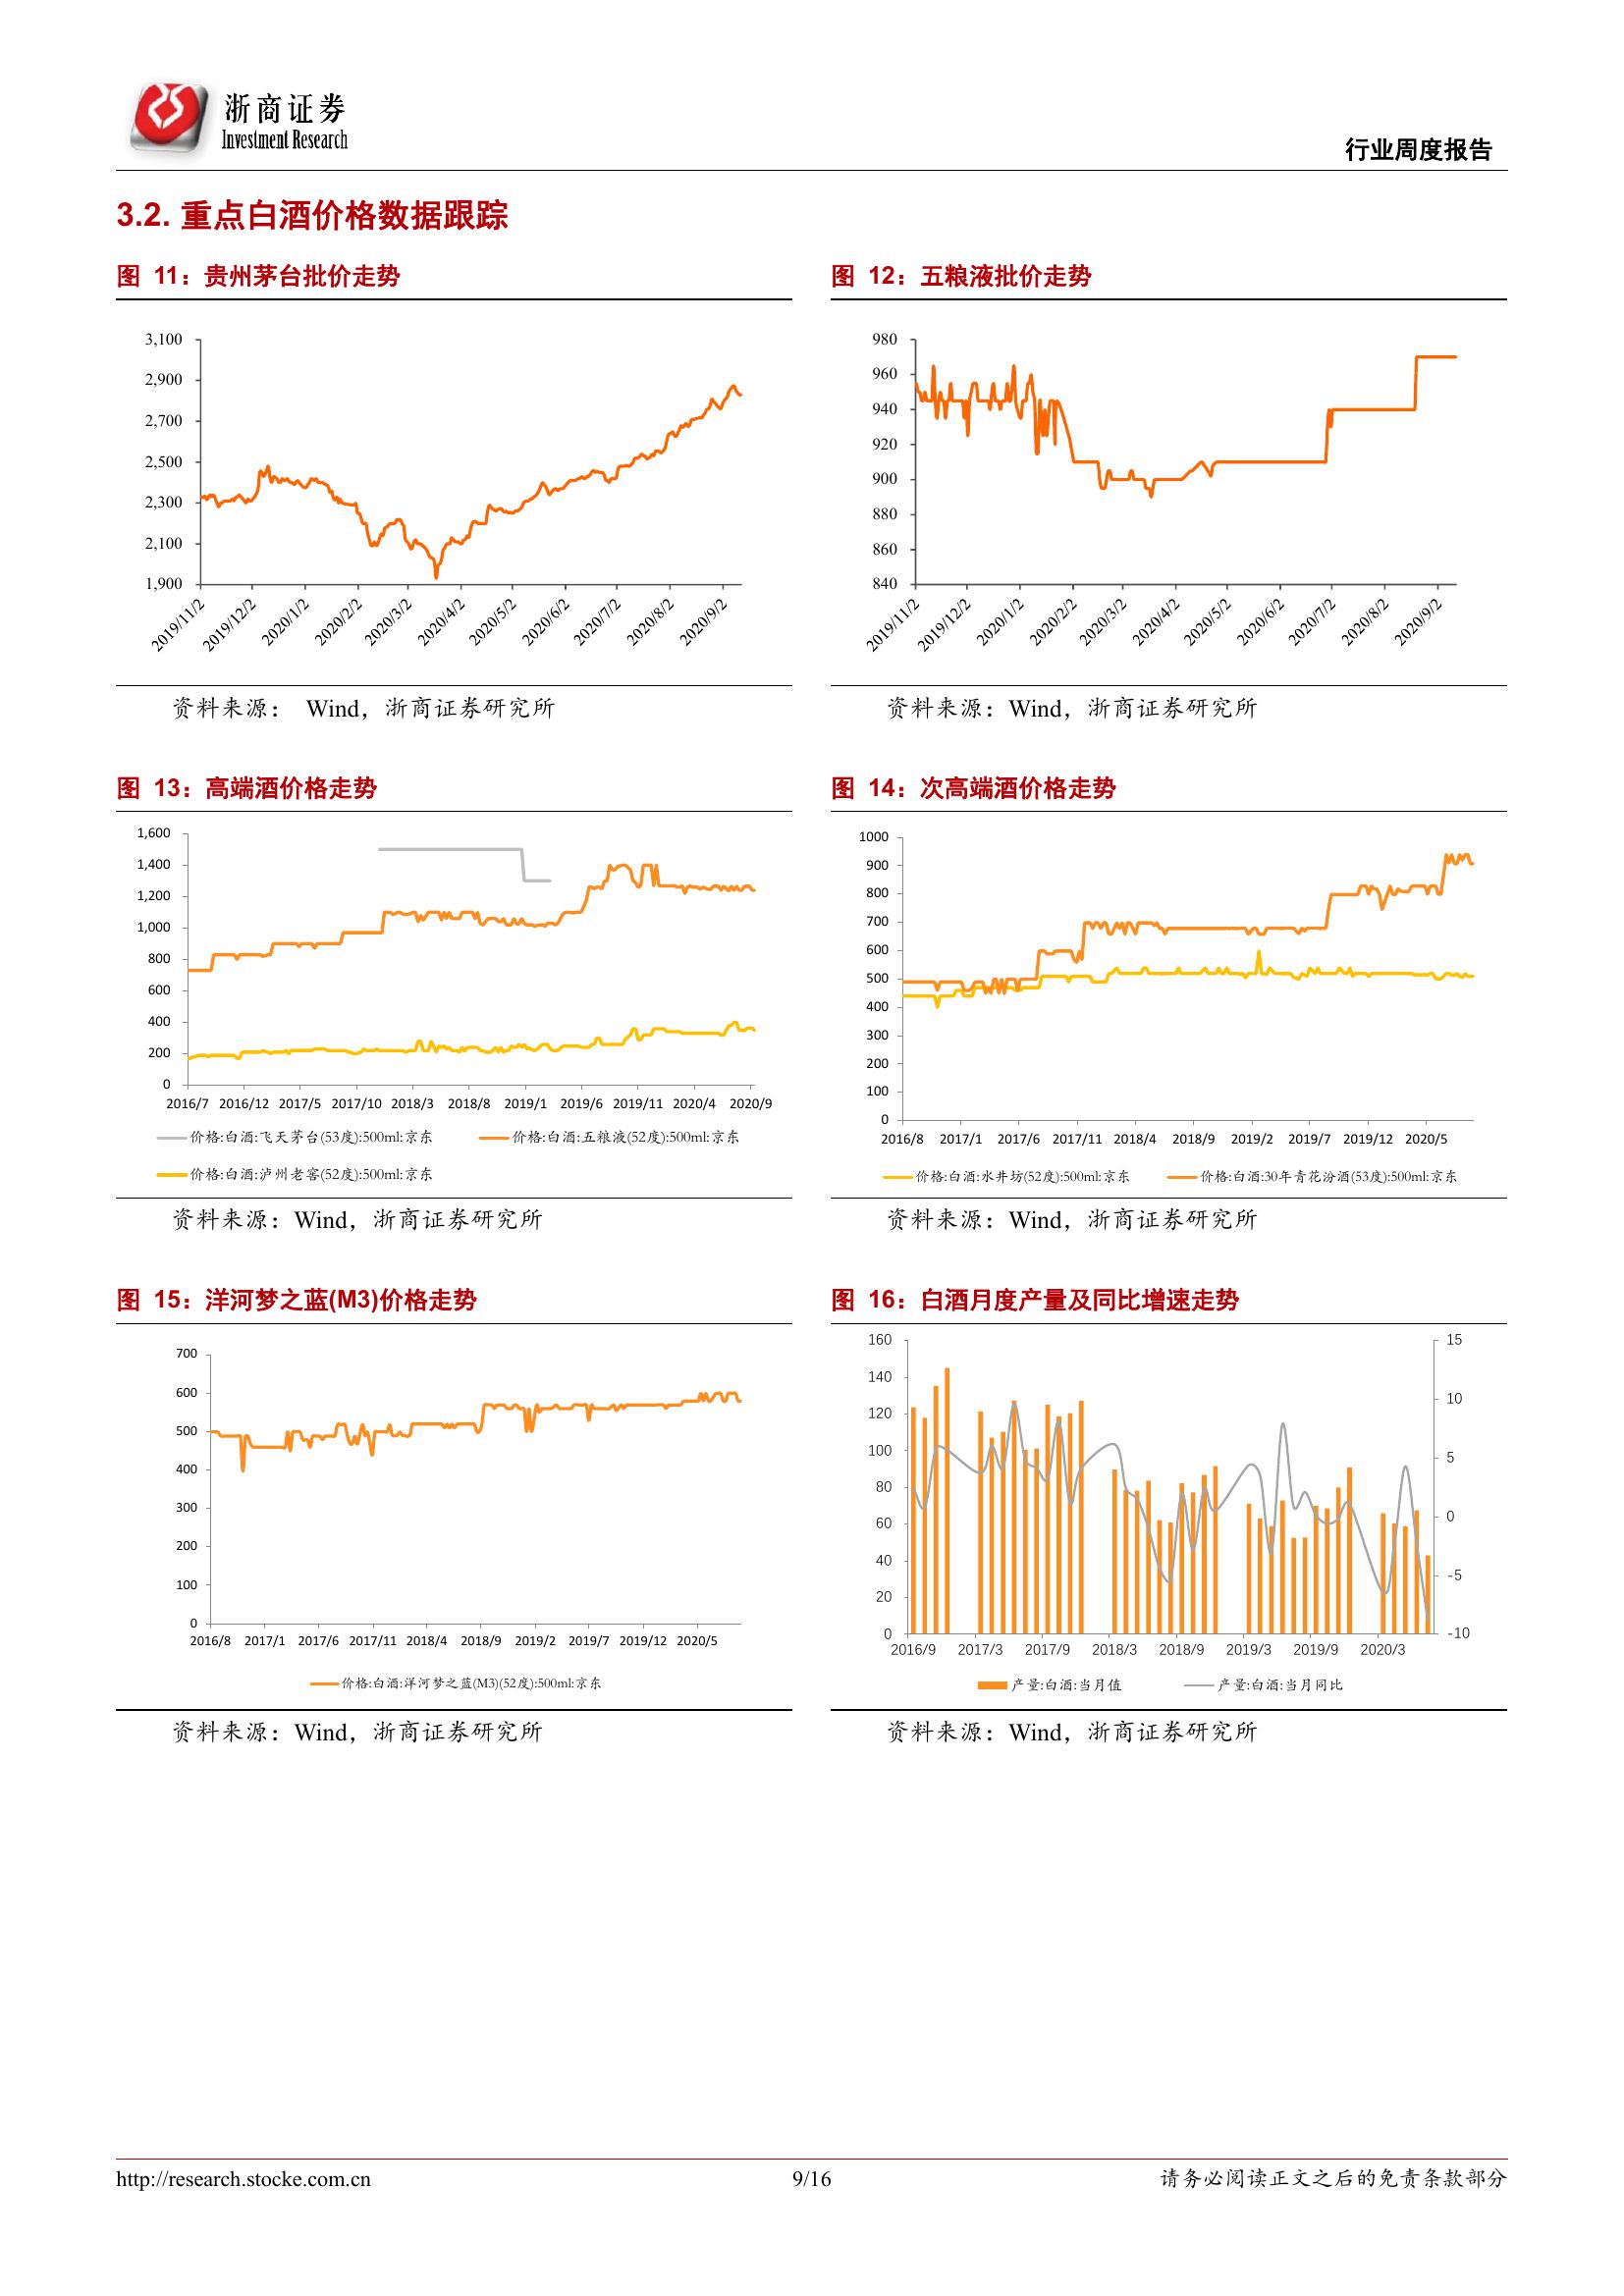 浙商证券
Investment Research
行业周度报告
3.2. 重点白酒价格数据跟踪
图 11：贵州茅台批价走势
3,100
2,900
2,700
2,500
2,300
2,100
1,900
2019/11/2 2019/12/2 2020/1/2 2020/2/2 2020/3/2 2020/4/2 2020/5/2 2020/6/2 2020/7/2 2020/8/2 2020/9/2
资料来源： Wind，浙商证券研究所
图 12：五粮液批价走势
980
960
940
920
900
880
860
840
2019/11/2 2019/12/2 2020/1/2 2020/2/2 2020/3/2 2020/4/2 2020/5/2 2020/6/2 2020/7/2 2020/8/2 2020/9/2
资料来源：Wind，浙商证券研究所
图 13：高端酒价格走势
1,600
1,400
1,200
1,000
800
600
400
200
0
2016/7 2016/12 2017/5 2017/10 2018/3 2018/8 2019/1 2019/6 2019/11 2020/4 2020/9
价格:白酒:飞天茅台(53度):500ml:京东 价格:白酒:五粮液(52度):500ml:京东
价格:白酒:泸州老窖(52度):500ml:京东
资料来源：Wind，浙商证券研究所
图 14：次高端酒价格走势
1000
900
800
700
600
500
400
300
200
100
0
2016/8 2017/1 2017/6 2017/11 2018/4 2018/9 2019/2 2019/7 2019/12 2020/5
价格:白酒:水井坊(52度):500ml:京东 价格:白酒:30年青花汾酒(53度):500ml:京东
资料来源：Wind，浙商证券研究所
图 15：洋河梦之蓝(M3)价格走势
700
600
500
400
300
200
100
0
2016/8 2017/1 2017/6 2017/11 2018/4 2018/9 2019/2 2019/7 2019/12 2020/5
价格:白酒:洋河梦之蓝(M3)(52度):500ml:京东
资料来源：Wind，浙商证券研究所
图 16：白酒月度产量及同比增速走势
160
140
120
100
80
60
40
20
0
15
10
5
0
-5
-10
2016/9 2017/3 2017/9 2018/3 2018/9 2019/3 2019/9 2020/3
产量:白酒:当月值 产量:白酒:当月同比
资料来源：Wind，浙商证券研究所
http://research.stocke.com.cn 9/16 请务必阅读正文之后的免责条款部分